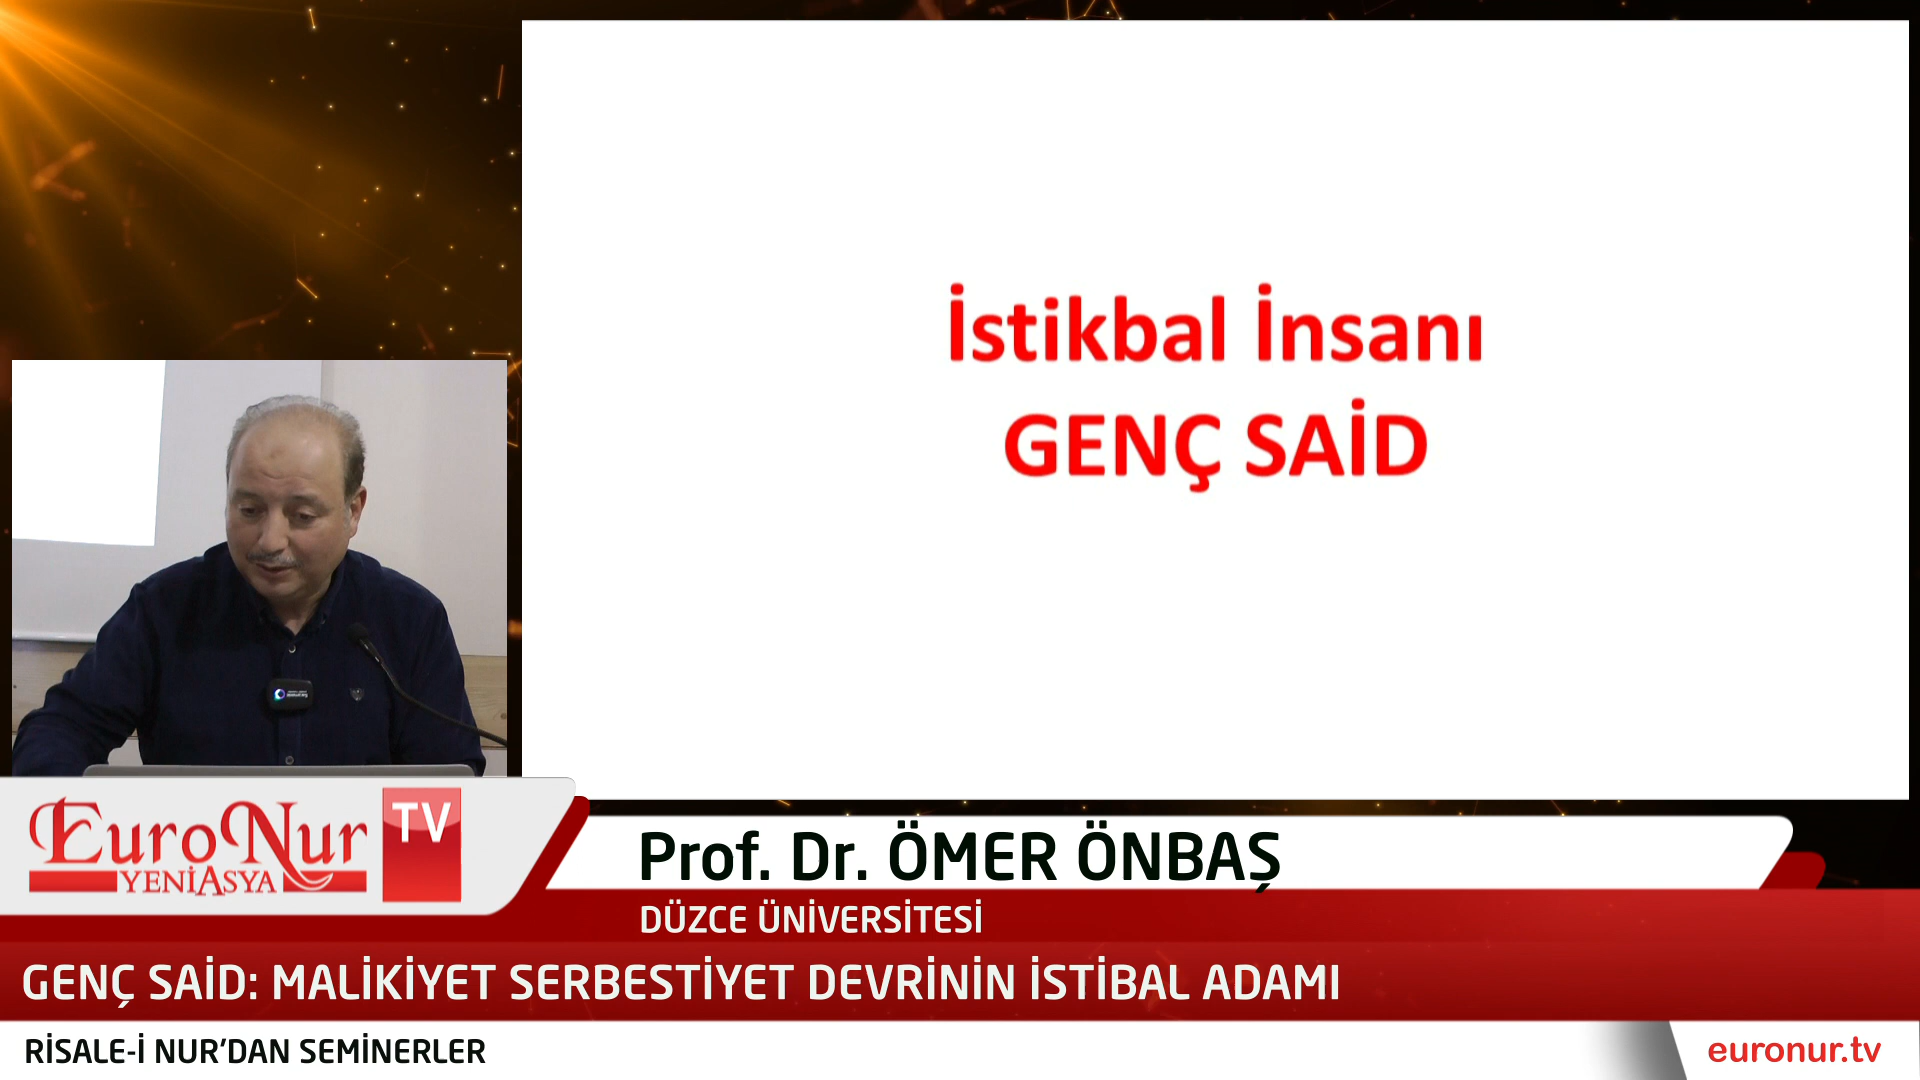 İstikbal İnsanı
GENÇ SAİD
EURONUR TV
YENİASYA
Prof. Dr. ÖMER ÖNBAŞ
DÜZCE ÜNİVERSİTESİ
GENÇ SAİD: MALİKİYET SERBESTİYET DEVRİNİN İSTİBAL ADAMI
RİSALE-İ NUR'DAN SEMİNERLER
euronur.tv